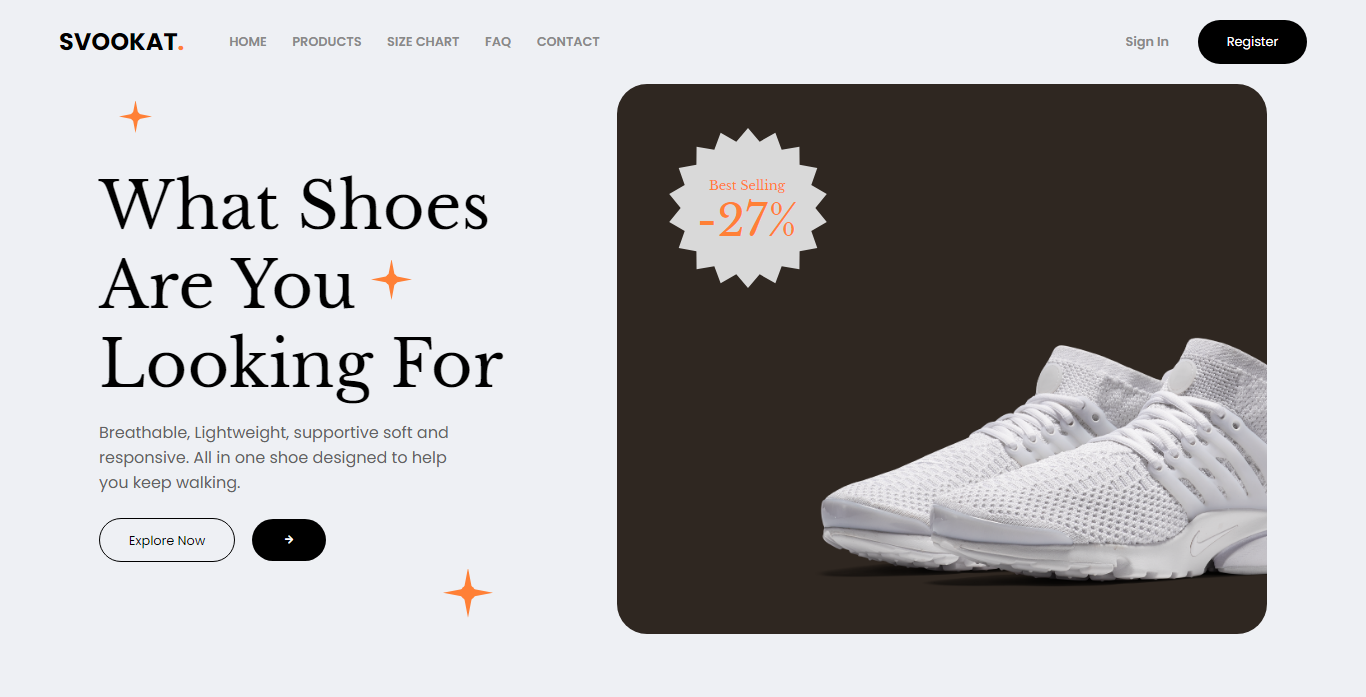 SVOOKAT.
HOME PRODUCTS SIZE CHART FAQ CONTACT
Sign In
Register
What Shoes
Are You
Looking For
Breathable, Lightweight, supportive soft and
responsive. All in one shoe designed to help
you keep walking.
Explore Now
Best Selling
-27%